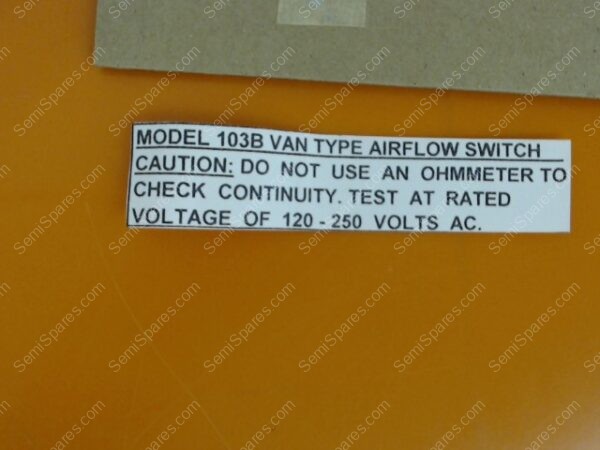 MODEL 103B VAN TYPE AIRFLOW SWITCH
CAUTION: DO NOT USE AN OHMMETER TO
CHECK CONTINUITY. TEST AT RATED
VOLTAGE OF 120 - 250 VOLTS AC.
SemiSpares.com